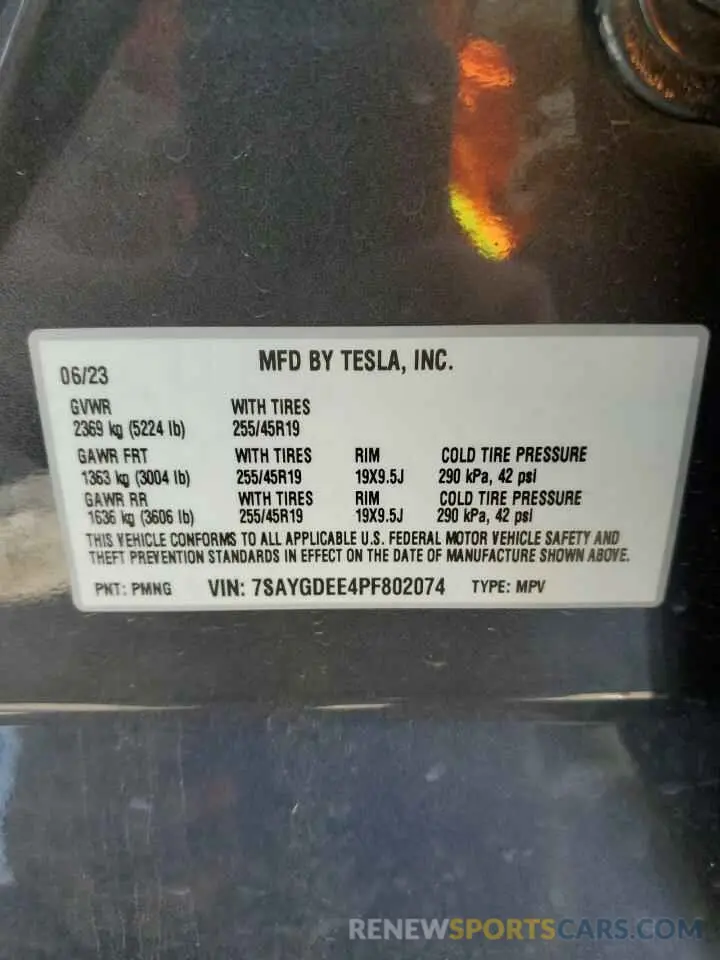 MFD BY TESLA, INC.
06/23
GVWR WITH TIRES
2369 kg (5224 lb) 255/45R19
GAWR FRT WITH TIRES RIM COLD TIRE PRESSURE
1363 kg (3004 lb) 255/45R19 19X9.5J 290 kPa, 42 psi
GAWR RR WITH TIRES RIM COLD TIRE PRESSURE
1636 kg (3606 lb) 255/45R19 19X9.5J 290 kPa, 42 psi
THIS VEHICLE CONFORMS TO ALL APPLICABLE U.S. FEDERAL MOTOR VEHICLE SAFETY AND
THEFT PREVENTION STANDARDS IN EFFECT ON THE DATE OF MANUFACTURE SHOWN ABOVE.
PNT: PMNG VIN: 7SAYGDEE4PF802074 TYPE: MPV
RENEWSPORTSCARS.COM